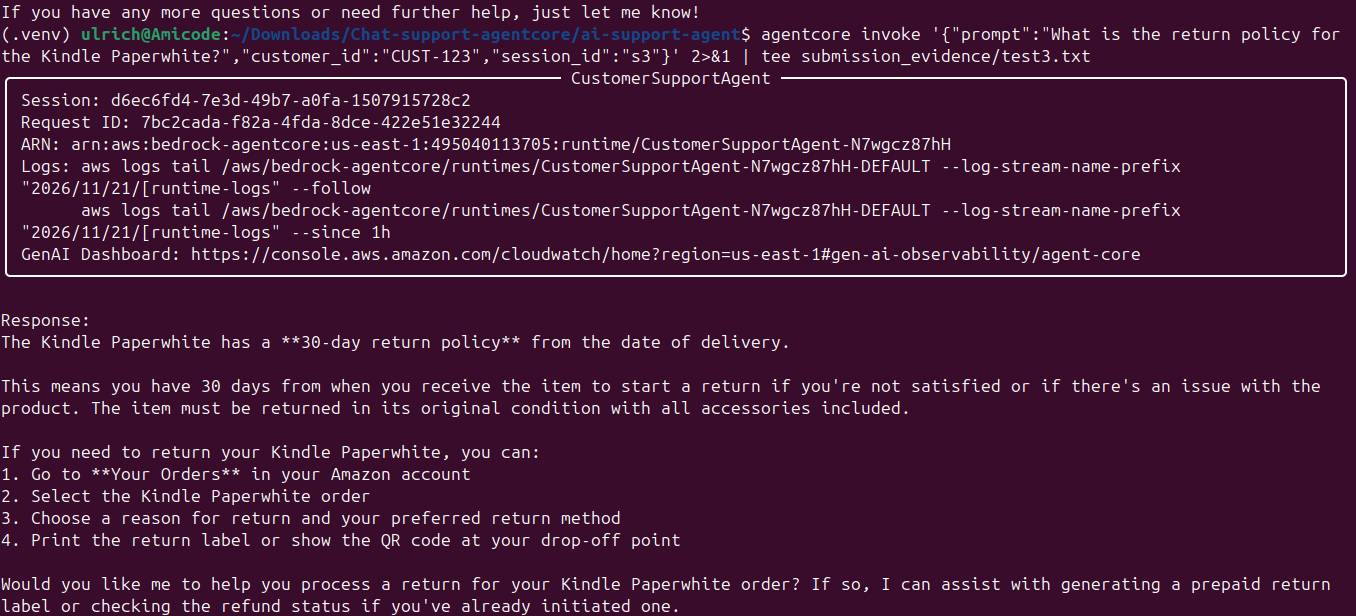 If you have any more questions or need further help, just let me know!
(.venv) ulrich@Amicode:~/Downloads/Chat-support-agentcore/ai-support-agent$ agentcore invoke '{"prompt":"What is the return policy for
the Kindle Paperwhite?","customer_id":"CUST-123","session_id":"s3"}' 2>&1 | tee submission_evidence/test3.txt
CustomerSupportAgent
Session: d6ec6fd4-7e3d-49b7-a0fa-1507915728c2
Request ID: 7bc2cada-f82a-4fda-8dce-422e51e32244
ARN: arn:aws:bedrock-agentcore:us-east-1:495040113705:runtime/CustomerSupportAgent-N7wgcz87hH
Logs: aws logs tail /aws/bedrock-agentcore/runtimes/CustomerSupportAgent-N7wgcz87hH-DEFAULT --log-stream-name-prefix
"2026/11/21/[runtime-logs" --follow
aws logs tail /aws/bedrock-agentcore/runtimes/CustomerSupportAgent-N7wgcz87hH-DEFAULT --log-stream-name-prefix
"2026/11/21/[runtime-logs" --since 1h
GenAI Dashboard: https://console.aws.amazon.com/cloudwatch/home?region=us-east-1#gen-ai-observability/agent-core
Response:
The Kindle Paperwhite has a **30-day return policy** from the date of delivery.
This means you have 30 days from when you receive the item to start a return if you're not satisfied or if there's an issue with the
product. The item must be returned in its original condition with all accessories included.
If you need to return your Kindle Paperwhite, you can:
1. Go to **Your Orders** in your Amazon account
2. Select the Kindle Paperwhite order
3. Choose a reason for return and your preferred return method
4. Print the return label or show the QR code at your drop-off point
Would you like me to help you process a return for your Kindle Paperwhite order? If so, I can assist with generating a prepaid return
label or checking the refund status if you've already initiated one.